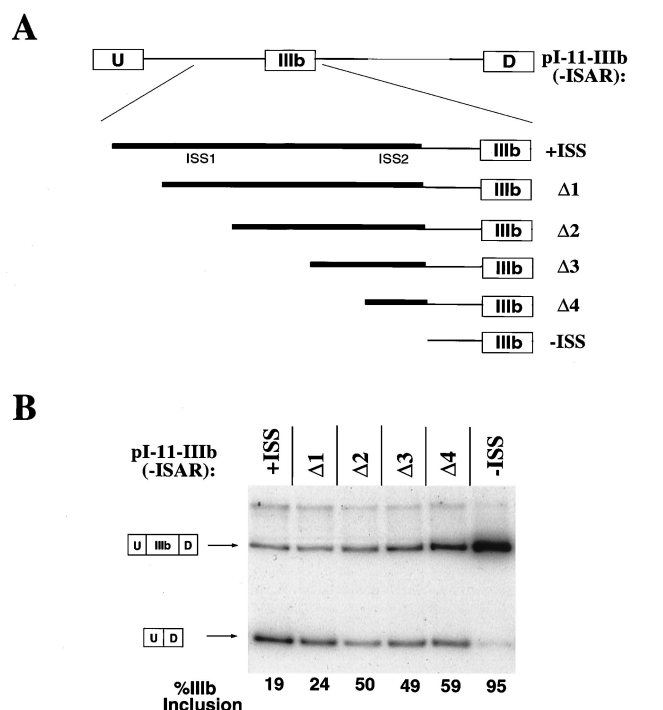 A
U IIIb D pI-11-IIIb
(-ISAR):
ISS1 ISS2 IIIb +ISS
IIIb Δ1
IIIb Δ2
IIIb Δ3
IIIb Δ4
IIIb -ISS
B
pI-11-IIIb
(-ISAR):
+ISS Δ1 Δ2 Δ3 Δ4 -ISS
U IIIb D
U D
%IIIb
Inclusion
19 24 50 49 59 95